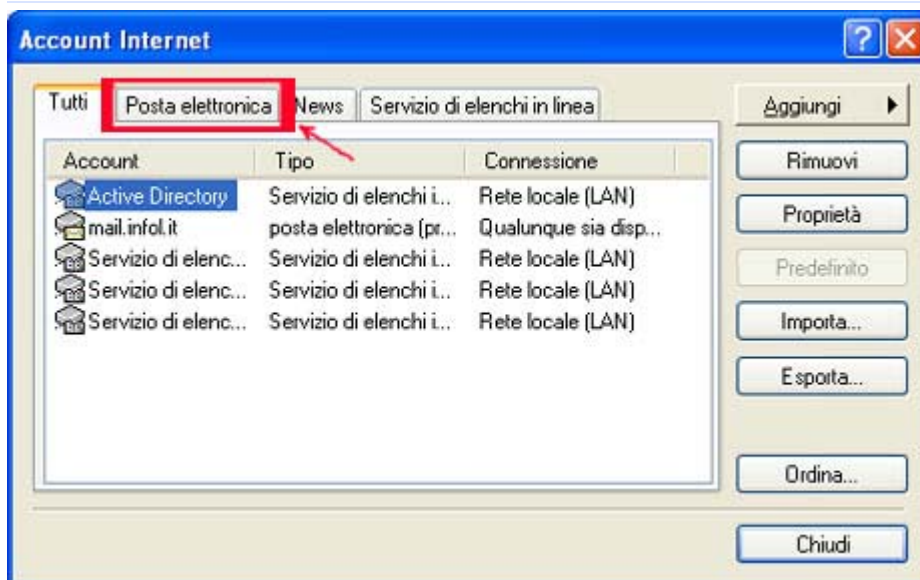 Account Internet
Tutti Posta elettronica News Servizio di elenchi in linea
Account Tipo Connessione
Active Directory Servizio di elenchi i... Rete locale (LAN)
mail.infol.it posta elettronica (pr... Qualunque sia disp...
Servizio di elenc... Servizio di elenchi i... Rete locale (LAN)
Servizio di elenc... Servizio di elenchi i... Rete locale (LAN)
Servizio di elenc... Servizio di elenchi i... Rete locale (LAN)
Aggiungi
Rimuovi
Proprietà
Predefinito
Importa...
Esporta...
Ordina...
Chiudi